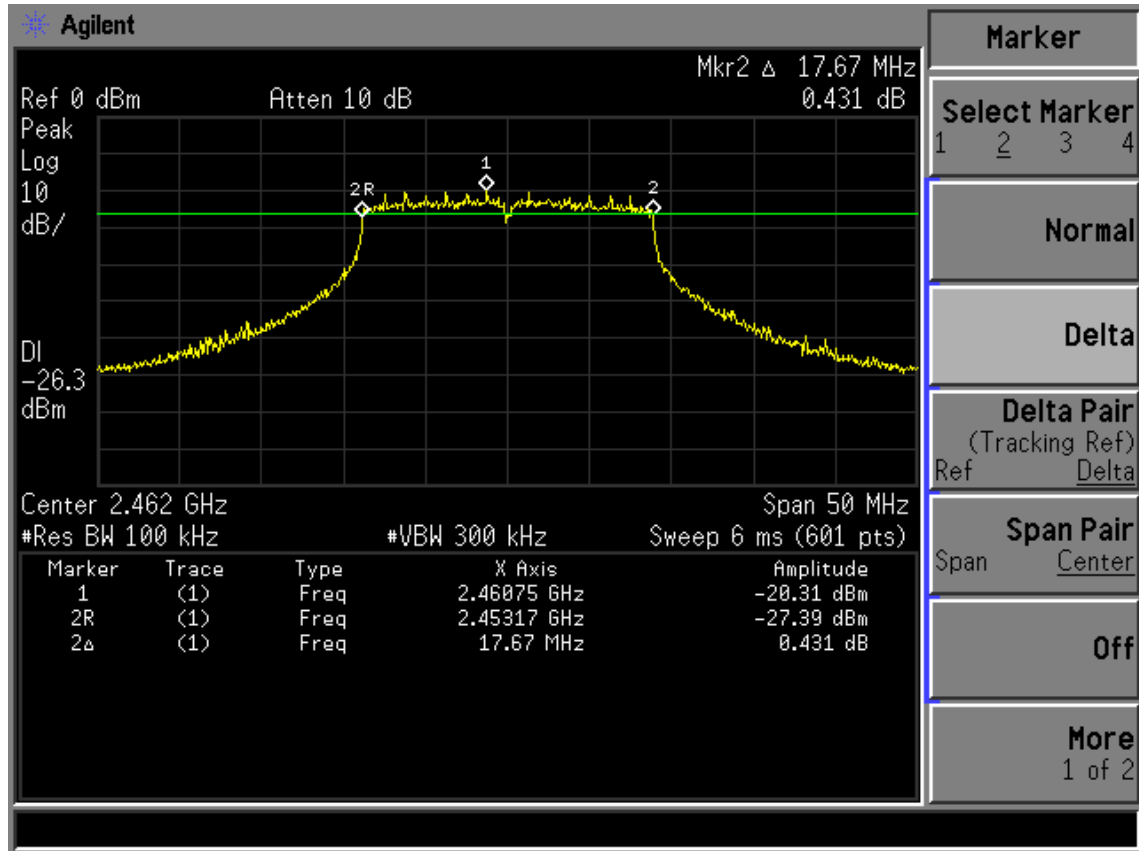 Agilent
Mkr2 Δ 17.67 MHz
Ref 0 dBm Atten 10 dB 0.431 dB
Peak
Log
10
dB/
1
2R
2
DI
-26.3
dBm
Center 2.462 GHz Span 50 MHz
#Res BW 100 kHz #VBW 300 kHz Sweep 6 ms (601 pts)
Marker Trace Type X Axis Amplitude
1 (1) Freq 2.46075 GHz -20.31 dBm
2R (1) Freq 2.45317 GHz -27.39 dBm
2Δ (1) Freq 17.67 MHz 0.431 dB
Marker
Select Marker
1 2 3 4
Normal
Delta
Delta Pair
(Tracking Ref)
Ref Delta
Span Pair
Span Center
Off
More
1 of 2